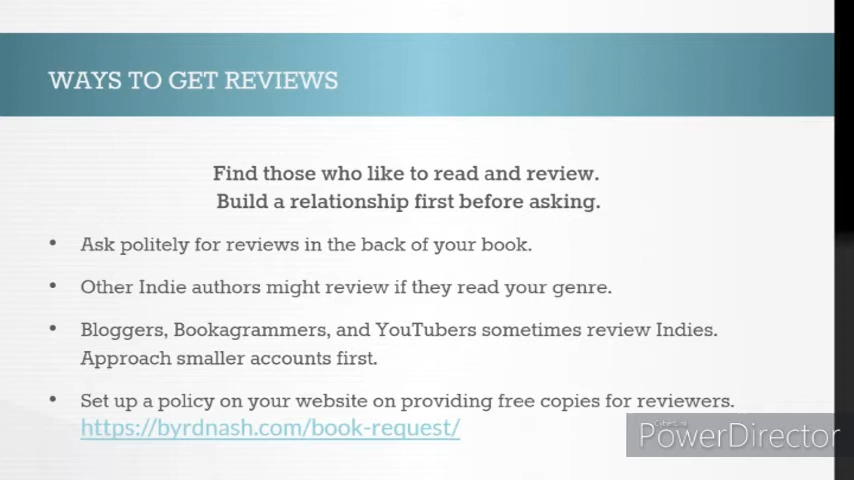 WAYS TO GET REVIEWS
Find those who like to read and review.
Build a relationship first before asking.
• Ask politely for reviews in the back of your book.
• Other Indie authors might review if they read your genre.
• Bloggers, Bookagrammers, and YouTubers sometimes review Indies.
Approach smaller accounts first.
• Set up a policy on your website on providing free copies for reviewers.
https://byrdnash.com/book-request/
CyberLink
PowerDirector